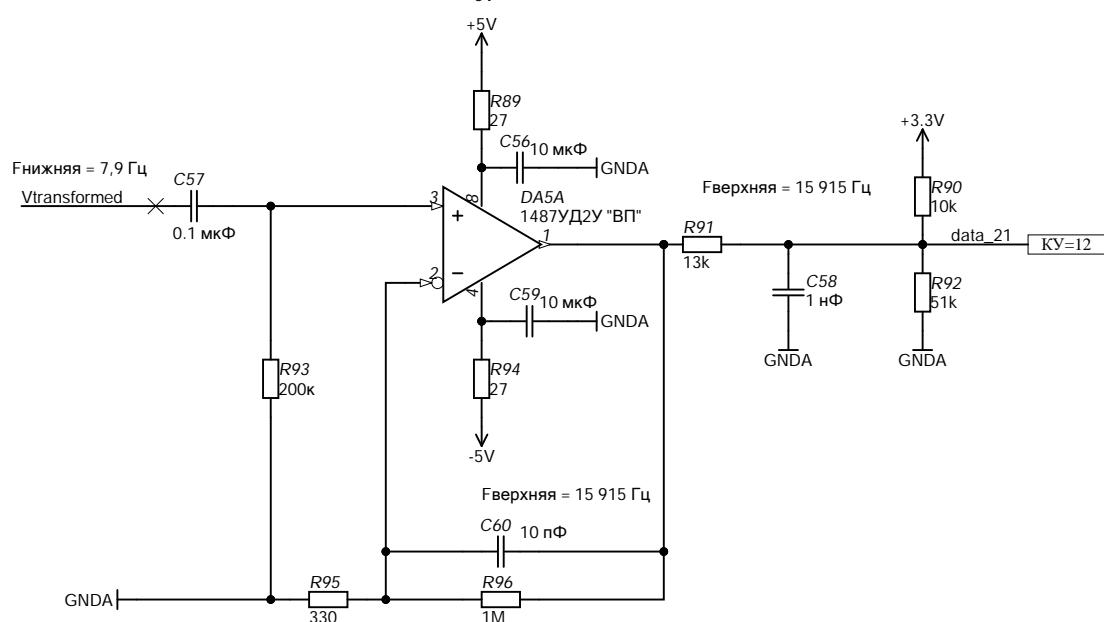 +5V
R89
27
C56
10 мкФ
GNDA
+3.3V
Fнижняя = 7,9 Гц
Vtransformed
C57
0.1 мкФ
3
8
DA5A
1487УД2У "ВП"
+
1
Fверхняя = 15 915 Гц
R90
10k
R91
13k
data_21
КУ=12
2
−
4
C59
10 мкФ
GNDA
C58
1 нФ
R92
51k
GNDA
GNDA
R93
200к
R94
27
-5V
Fверхняя = 15 915 Гц
C60
10 пФ
GNDA
R95
330
R96
1М